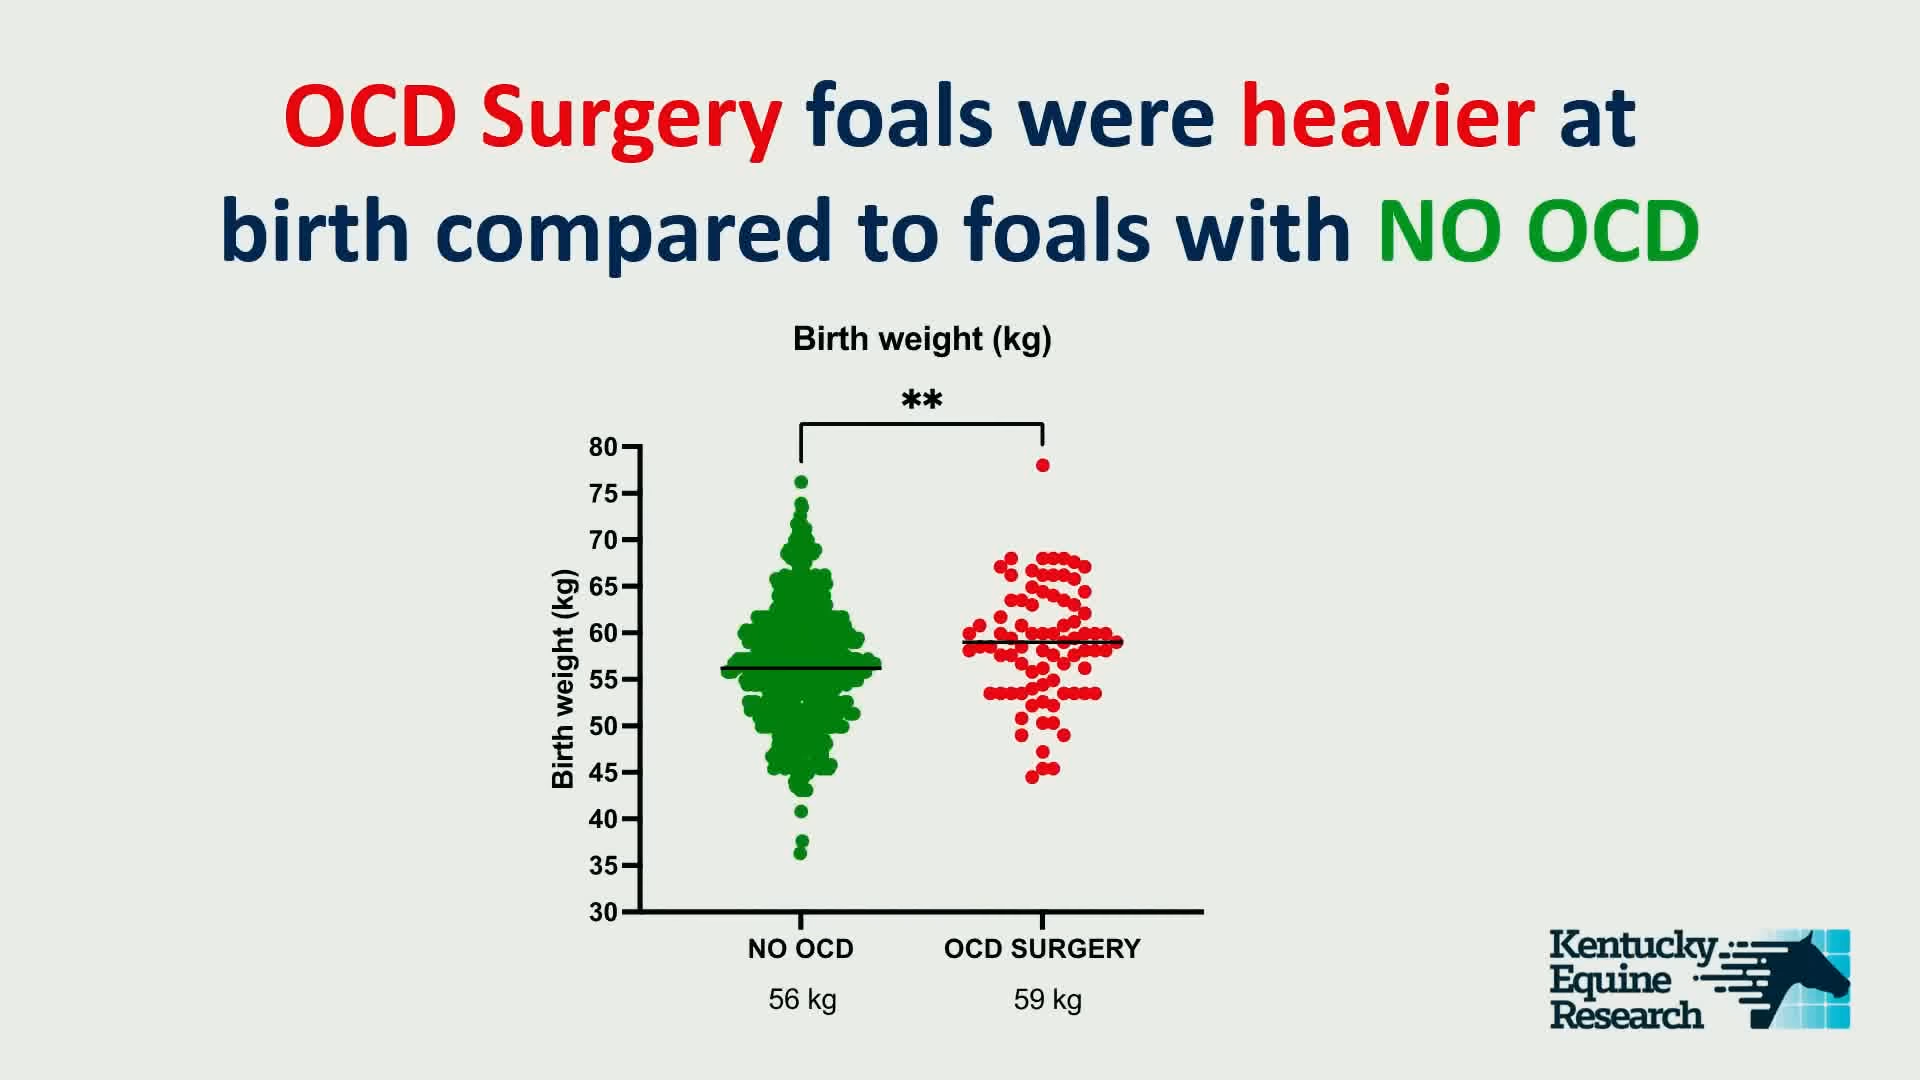 OCD Surgery foals were heavier at
birth compared to foals with NO OCD
Birth weight (kg)
**
80
75
70
65
60
55
50
45
40
35
30
Birth weight (kg)
NO OCD
OCD SURGERY
56 kg
59 kg
Kentucky
Equine
Research